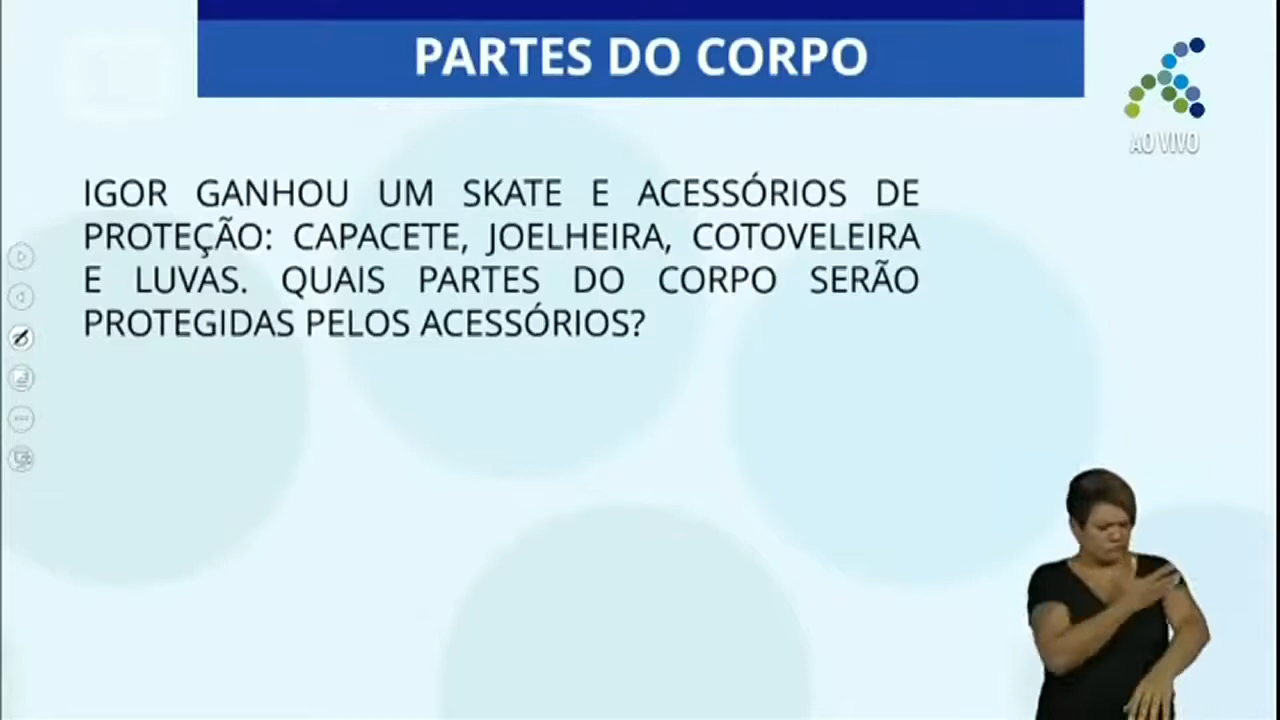 PARTES DO CORPO
AO VIVO
IGOR GANHOU UM SKATE E ACESSÓRIOS DE
PROTEÇÃO: CAPACETE, JOELHEIRA, COTOVELEIRA
E LUVAS. QUAIS PARTES DO CORPO SERÃO
PROTEGIDAS PELOS ACESSÓRIOS?